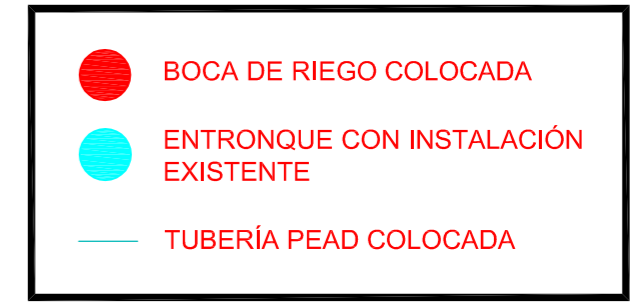 BOCA DE RIEGO COLOCADA
ENTRONQUE CON INSTALACIÓN
EXISTENTE
TUBERÍA PEAD COLOCADA